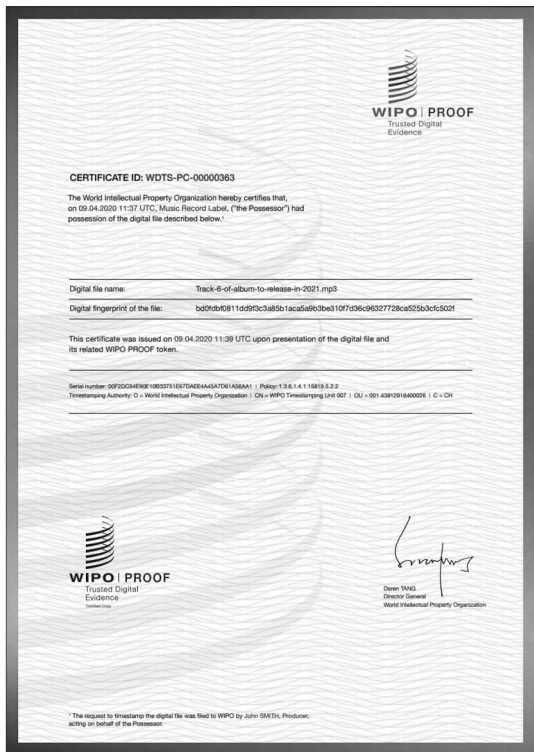 WIPO | PROOF
Trusted Digital
Evidence
CERTIFICATE ID: WDTS-PC-00000363
The World Intellectual Property Organization hereby certifies that,
on 09.04.2020 11:37 UTC, Music Record Label, ("the Possessor") had
possession of the digital file described below.¹
Digital file name: Track-6-of-album-to-release-in-2021.mp3
Digital fingerprint of the file: bd0fdbf0811dd9f3c3a85b1aca5a9b3be310f7d36c96327728ca525b3cfc502f
This certificate was issued on 09.04.2020 11:39 UTC upon presentation of the digital file and
its related WIPO PROOF token.
Serial number: 00F2DC54E90E10B33751E67DAEE4A45A7D61A56AA1 | Policy: 1.3.6.1.4.1.15819.5.2.2
Timestamping Authority: O = World Intellectual Property Organization | CN = WIPO Timestamping Unit 007 | OU = 001.43912916400026 | C = CH
WIPO | PROOF
Trusted Digital
Evidence
Certified Copy
Daren TANG
Director General
World Intellectual Property Organization
¹ The request to timestamp the digital file was filed to WIPO by John SMITH, Producer,
acting on behalf of the Possessor.